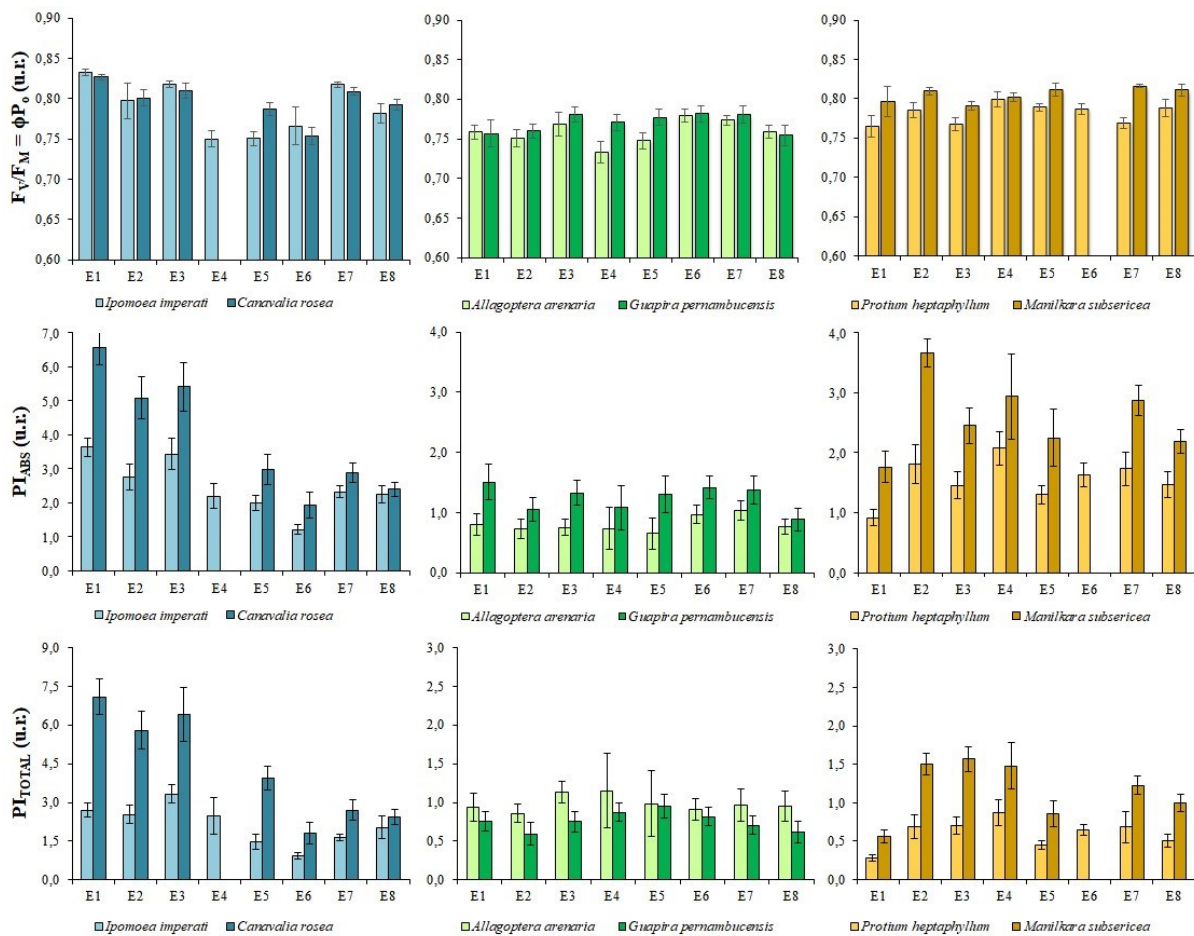 0,90
0,85
0,80
0,75
0,70
0,65
0,60
F_V/F_M = ϕP_o (u.r.)
E1 E2 E3 E4 E5 E6 E7 E8
Ipomoea imperati Canavalia rosea
0,90
0,85
0,80
0,75
0,70
0,65
0,60
E1 E2 E3 E4 E5 E6 E7 E8
Allagoptera arenaria Guapira pernambucensis
0,90
0,85
0,80
0,75
0,70
0,65
0,60
E1 E2 E3 E4 E5 E6 E7 E8
Protium heptaphyllum Manilkara subsericea
7,0
6,0
5,0
4,0
3,0
2,0
1,0
0,0
PI_ABS (u.r.)
E1 E2 E3 E4 E5 E6 E7 E8
Ipomoea imperati Canavalia rosea
4,0
3,0
2,0
1,0
0,0
E1 E2 E3 E4 E5 E6 E7 E8
Allagoptera arenaria Guapira pernambucensis
4,0
3,0
2,0
1,0
0,0
E1 E2 E3 E4 E5 E6 E7 E8
Protium heptaphyllum Manilkara subsericea
9,0
7,5
6,0
4,5
3,0
1,5
0,0
PI_TOTAL (u.r.)
E1 E2 E3 E4 E5 E6 E7 E8
Ipomoea imperati Canavalia rosea
3,0
2,5
2,0
1,5
1,0
0,5
0,0
E1 E2 E3 E4 E5 E6 E7 E8
Allagoptera arenaria Guapira pernambucensis
3,0
2,5
2,0
1,5
1,0
0,5
0,0
E1 E2 E3 E4 E5 E6 E7 E8
Protium heptaphyllum Manilkara subsericea